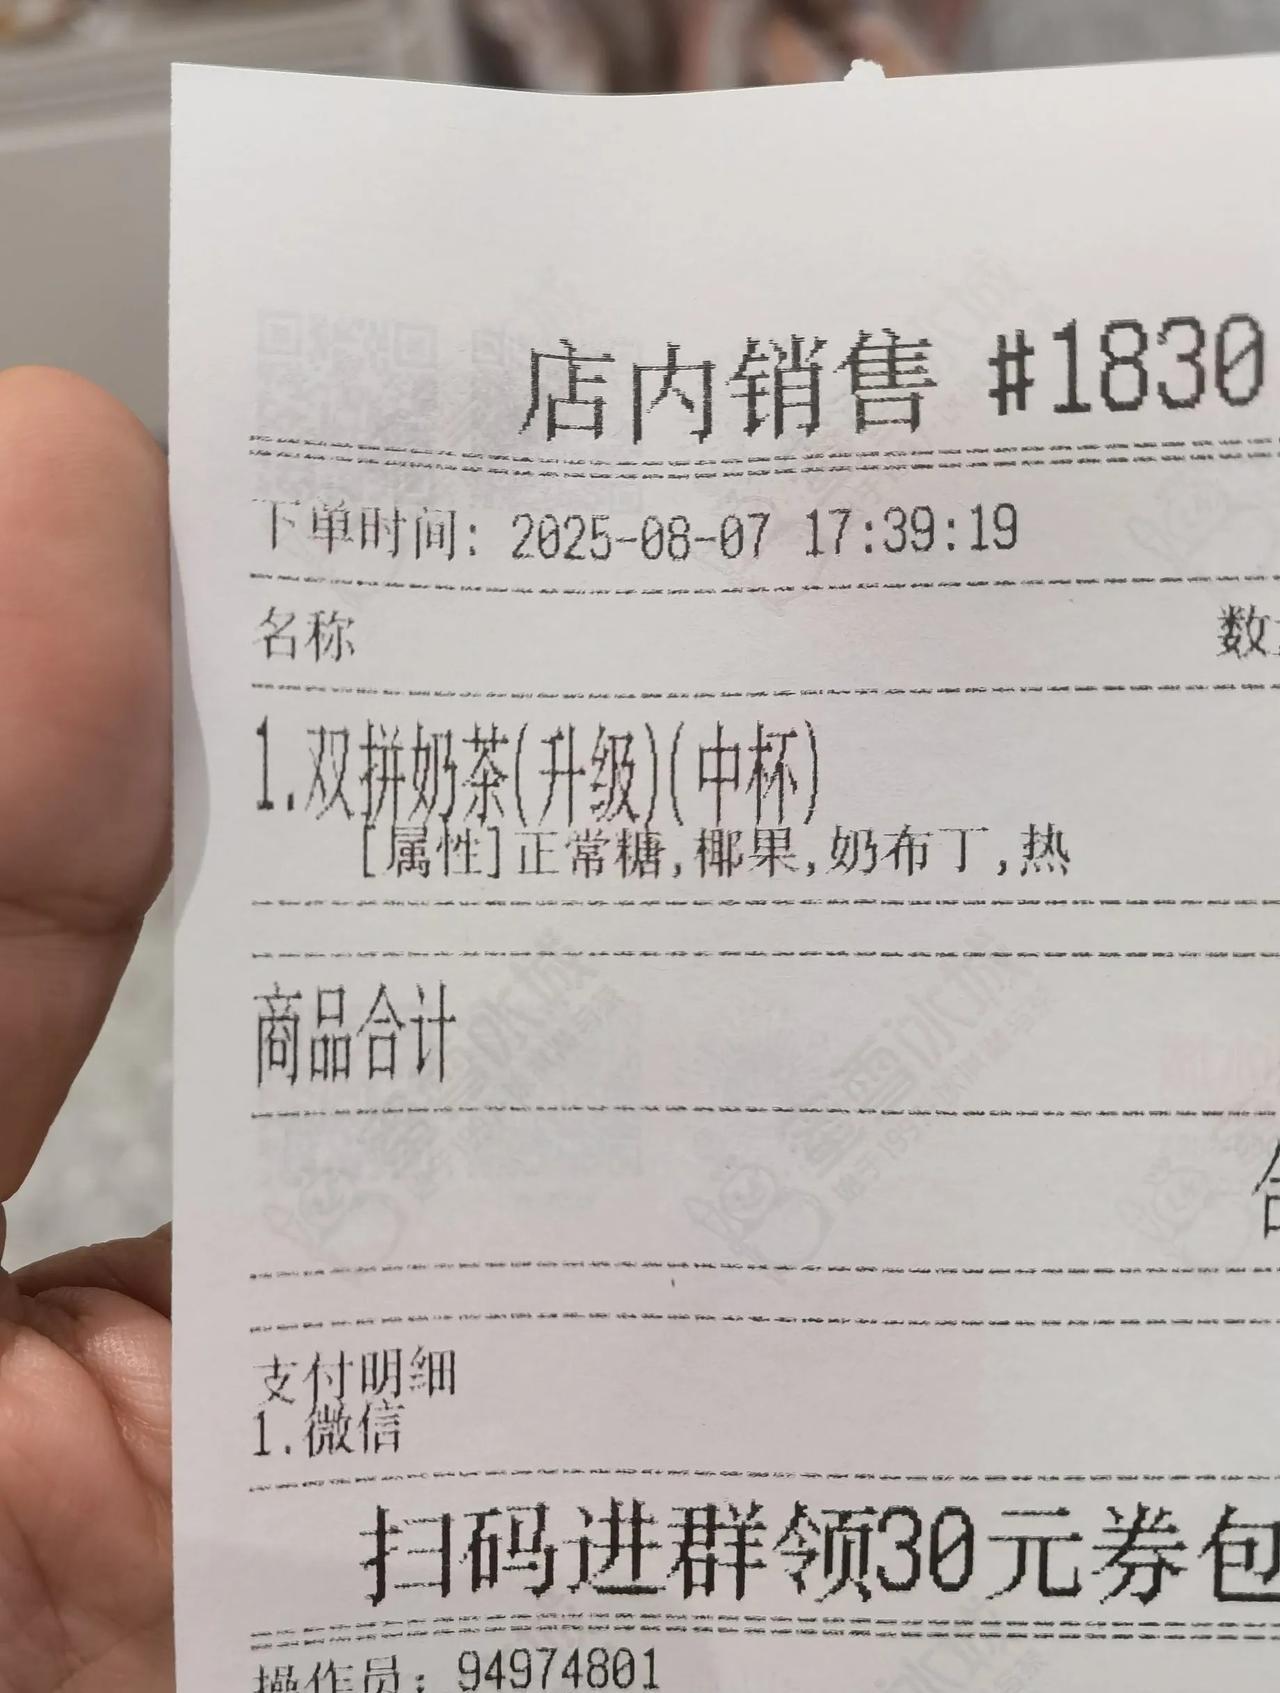 店内销售 #1830
下单时间: 2025-08-07 17:39:19
名称 数
1.双拼奶茶(升级)(中杯)
[属性]正常糖,椰果,奶布丁,热
商品合计
支付明细
1.微信
扫码进群领30元券包
操作员: 94974801